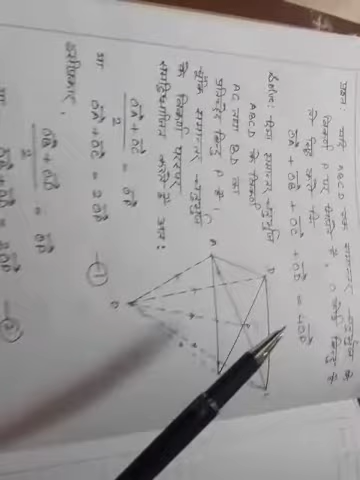 प्रश्न: यदि ABCD एक समान्तर चतुर्भुज के
विकर्ण P पर मिलते हैं, O कोई बिन्दु है
तो सिद्ध करो कि
OA + OB + OC + OD = 4OP
हल: समान्तर चतुर्भुज
ABCD के विकर्ण
AC तथा BD का
प्रतिच्छेद बिन्दु P है,
चूँकि समान्तर चतुर्भुज
के विकर्ण परस्पर
समद्विभाजित करते हैं अतः
(OA + OC)/2 = OP
या OA + OC = 2OP —①
इसीप्रकार,
(OB + OD)/2 = OP
या OB + OD = 2OP —②
A
D
O